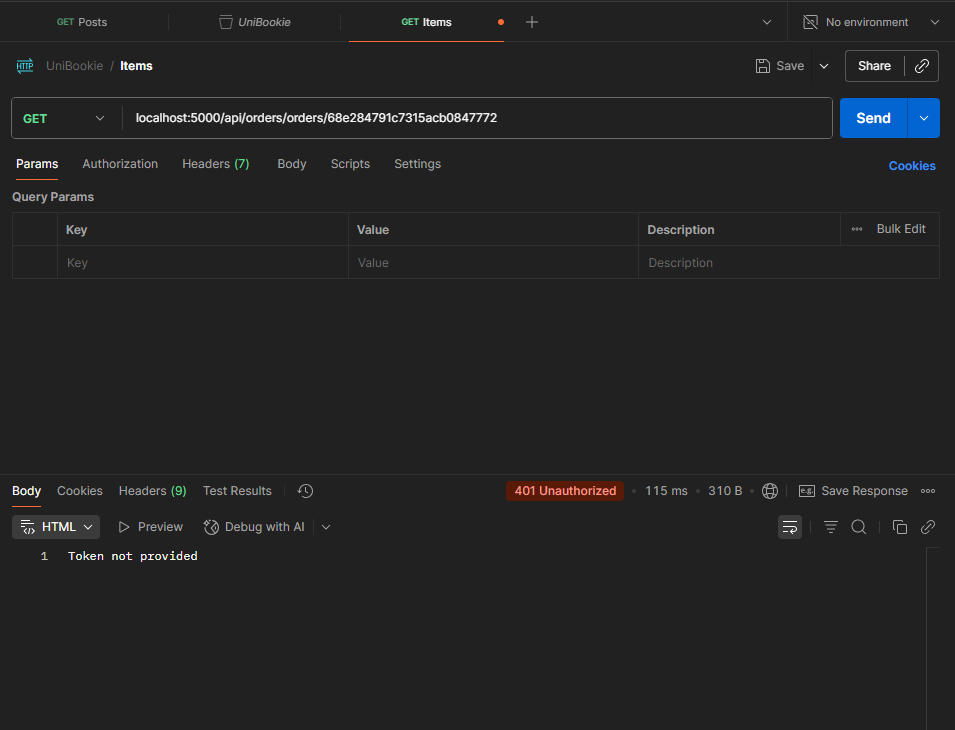 GET Posts UniBookie GET Items No environment
HTTP UniBookie / Items Save Share
GET localhost:5000/api/orders/orders/68e284791c7315acb0847772 Send
Params Authorization Headers (7) Body Scripts Settings Cookies
Query Params
Key Value Description Bulk Edit
Key Value Description
Body Cookies Headers (9) Test Results 401 Unauthorized 115 ms 310 B e.g. Save Response
HTML Preview Debug with AI
1 Token not provided